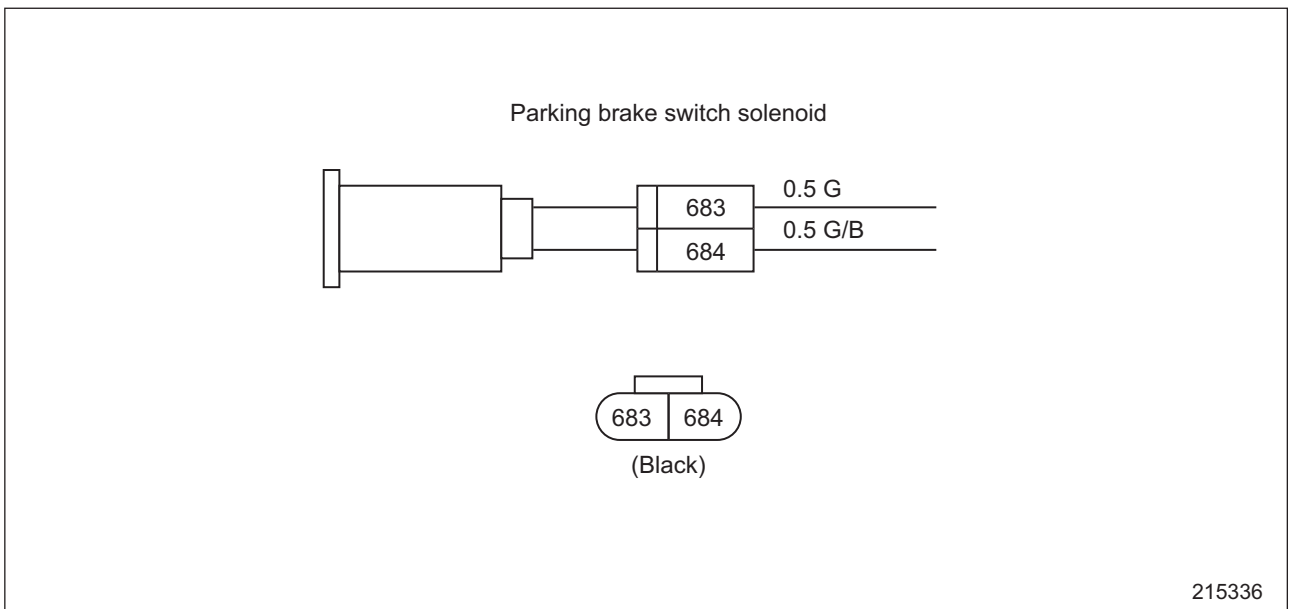 Parking brake switch solenoid
683 0.5 G
684 0.5 G/B
683 684
(Black)
215336